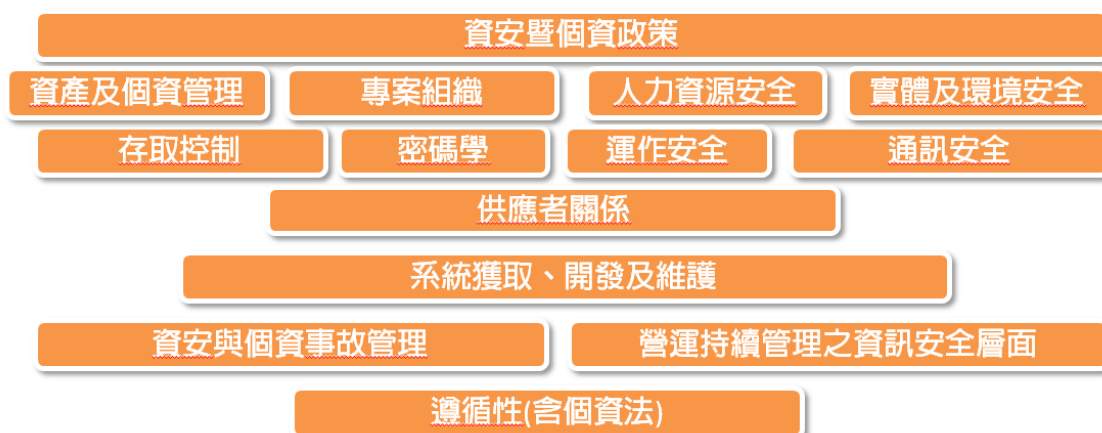 資安暨個資政策
資產及個資管理 專案組織 人力資源安全 實體及環境安全
存取控制 密碼學 運作安全 通訊安全
供應者關係
系統獲取、開發及維護
資安與個資事故管理 營運持續管理之資訊安全層面
遵循性(含個資法)